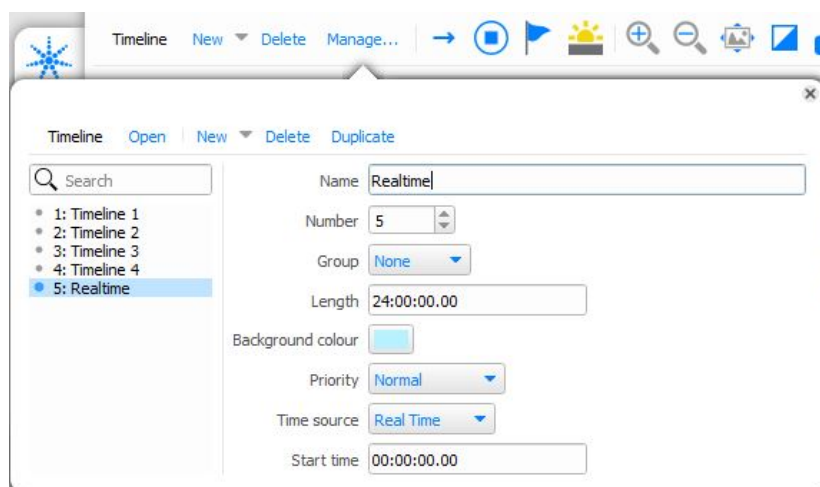 Timeline New Delete Manage...
Timeline Open New Delete Duplicate
Search
1: Timeline 1
2: Timeline 2
3: Timeline 3
4: Timeline 4
5: Realtime
Name Realtime
Number 5
Group None
Length 24:00:00.00
Background colour
Priority Normal
Time source Real Time
Start time 00:00:00.00